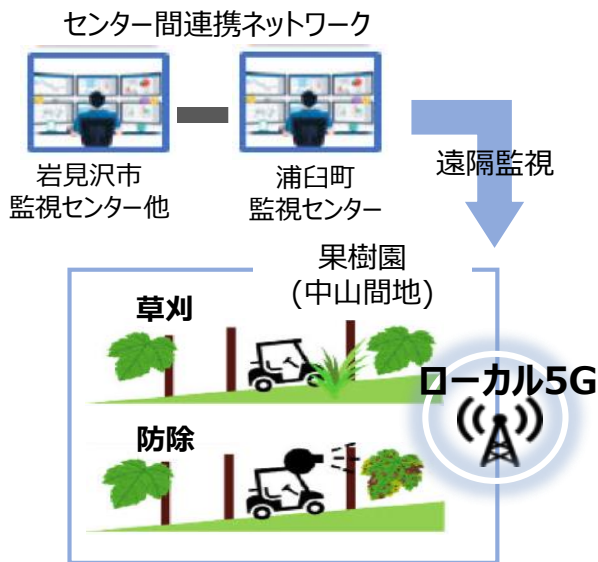 センター間連携ネットワーク
岩見沢市
監視センター他
浦臼町
監視センター
遠隔監視
果樹園
(中山間地)
草刈
ローカル5G
防除